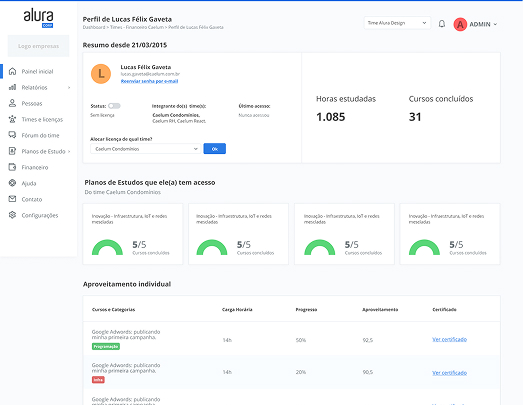 alura
CORP
Logo empresas
Painel inicial
Relatórios
Pessoas
Times e licenças
Fórum do time
Planos de Estudo
Financeiro
Ajuda
Contato
Configurações
Perfil de Lucas Félix Gaveta
Dashboard > Times - Financeiro Caelum > Perfil de Lucas Félix Gaveta
Time Alura Design
A
ADMIN
Resumo desde 21/03/2015
L
Lucas Félix Gaveta
lucas.gaveta@caelum.com.br
Reenviar senha por e-mail
Status:
Sem licença
Integrante do(s) time(s):
Caelum Condomínios,
Caelum RH, Caelum React.
Último acesso:
Nunca acessou
Alocar licença de qual time?
Caelum Condomínios
Ok
Horas estudadas
1.085
Cursos concluídos
31
Planos de Estudos que ele(a) tem acesso
Do time Caelum Condomínios
Inovação - Infraestrutura, IoT e redes
mescladas
5/5
Cursos concluídos
Inovação - Infraestrutura, IoT e redes
mescladas
5/5
Cursos concluídos
Inovação - Infraestrutura, IoT e redes
mescladas
5/5
Cursos concluídos
Inovação - Infraestrutura, IoT e redes
mescladas
5/5
Cursos concluídos
Aproveitamento individual
Cursos e Categorias Carga Horária Progresso Aproveitamento Certificado
Google Adwords: publicando
minha primeira campanha.
Programação
14h 50% 92,5 Ver certificado
Google Adwords: publicando
minha primeira campanha.
Infra
14h 20% 90,5 Ver certificado
Google Adwords: publicando